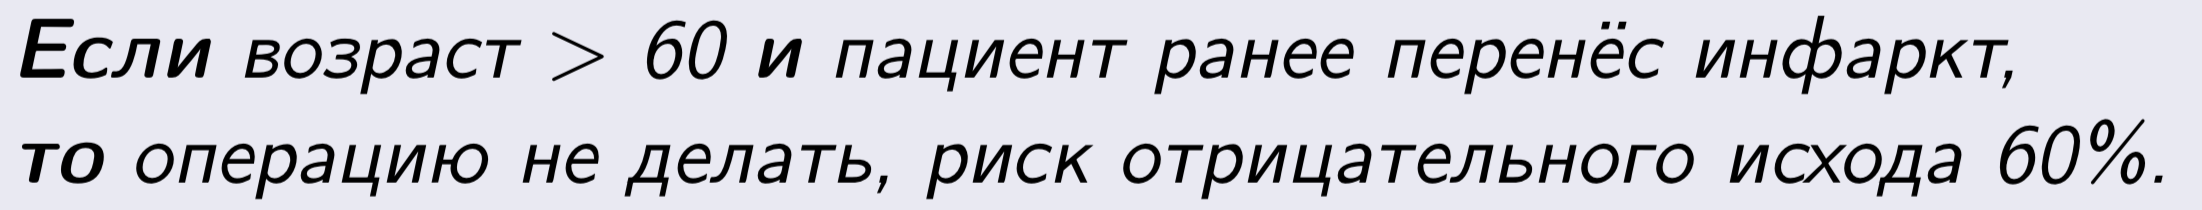 Если возраст > 60 и пациент ранее перенёс инфаркт,
то операцию не делать, риск отрицательного исхода 60%.